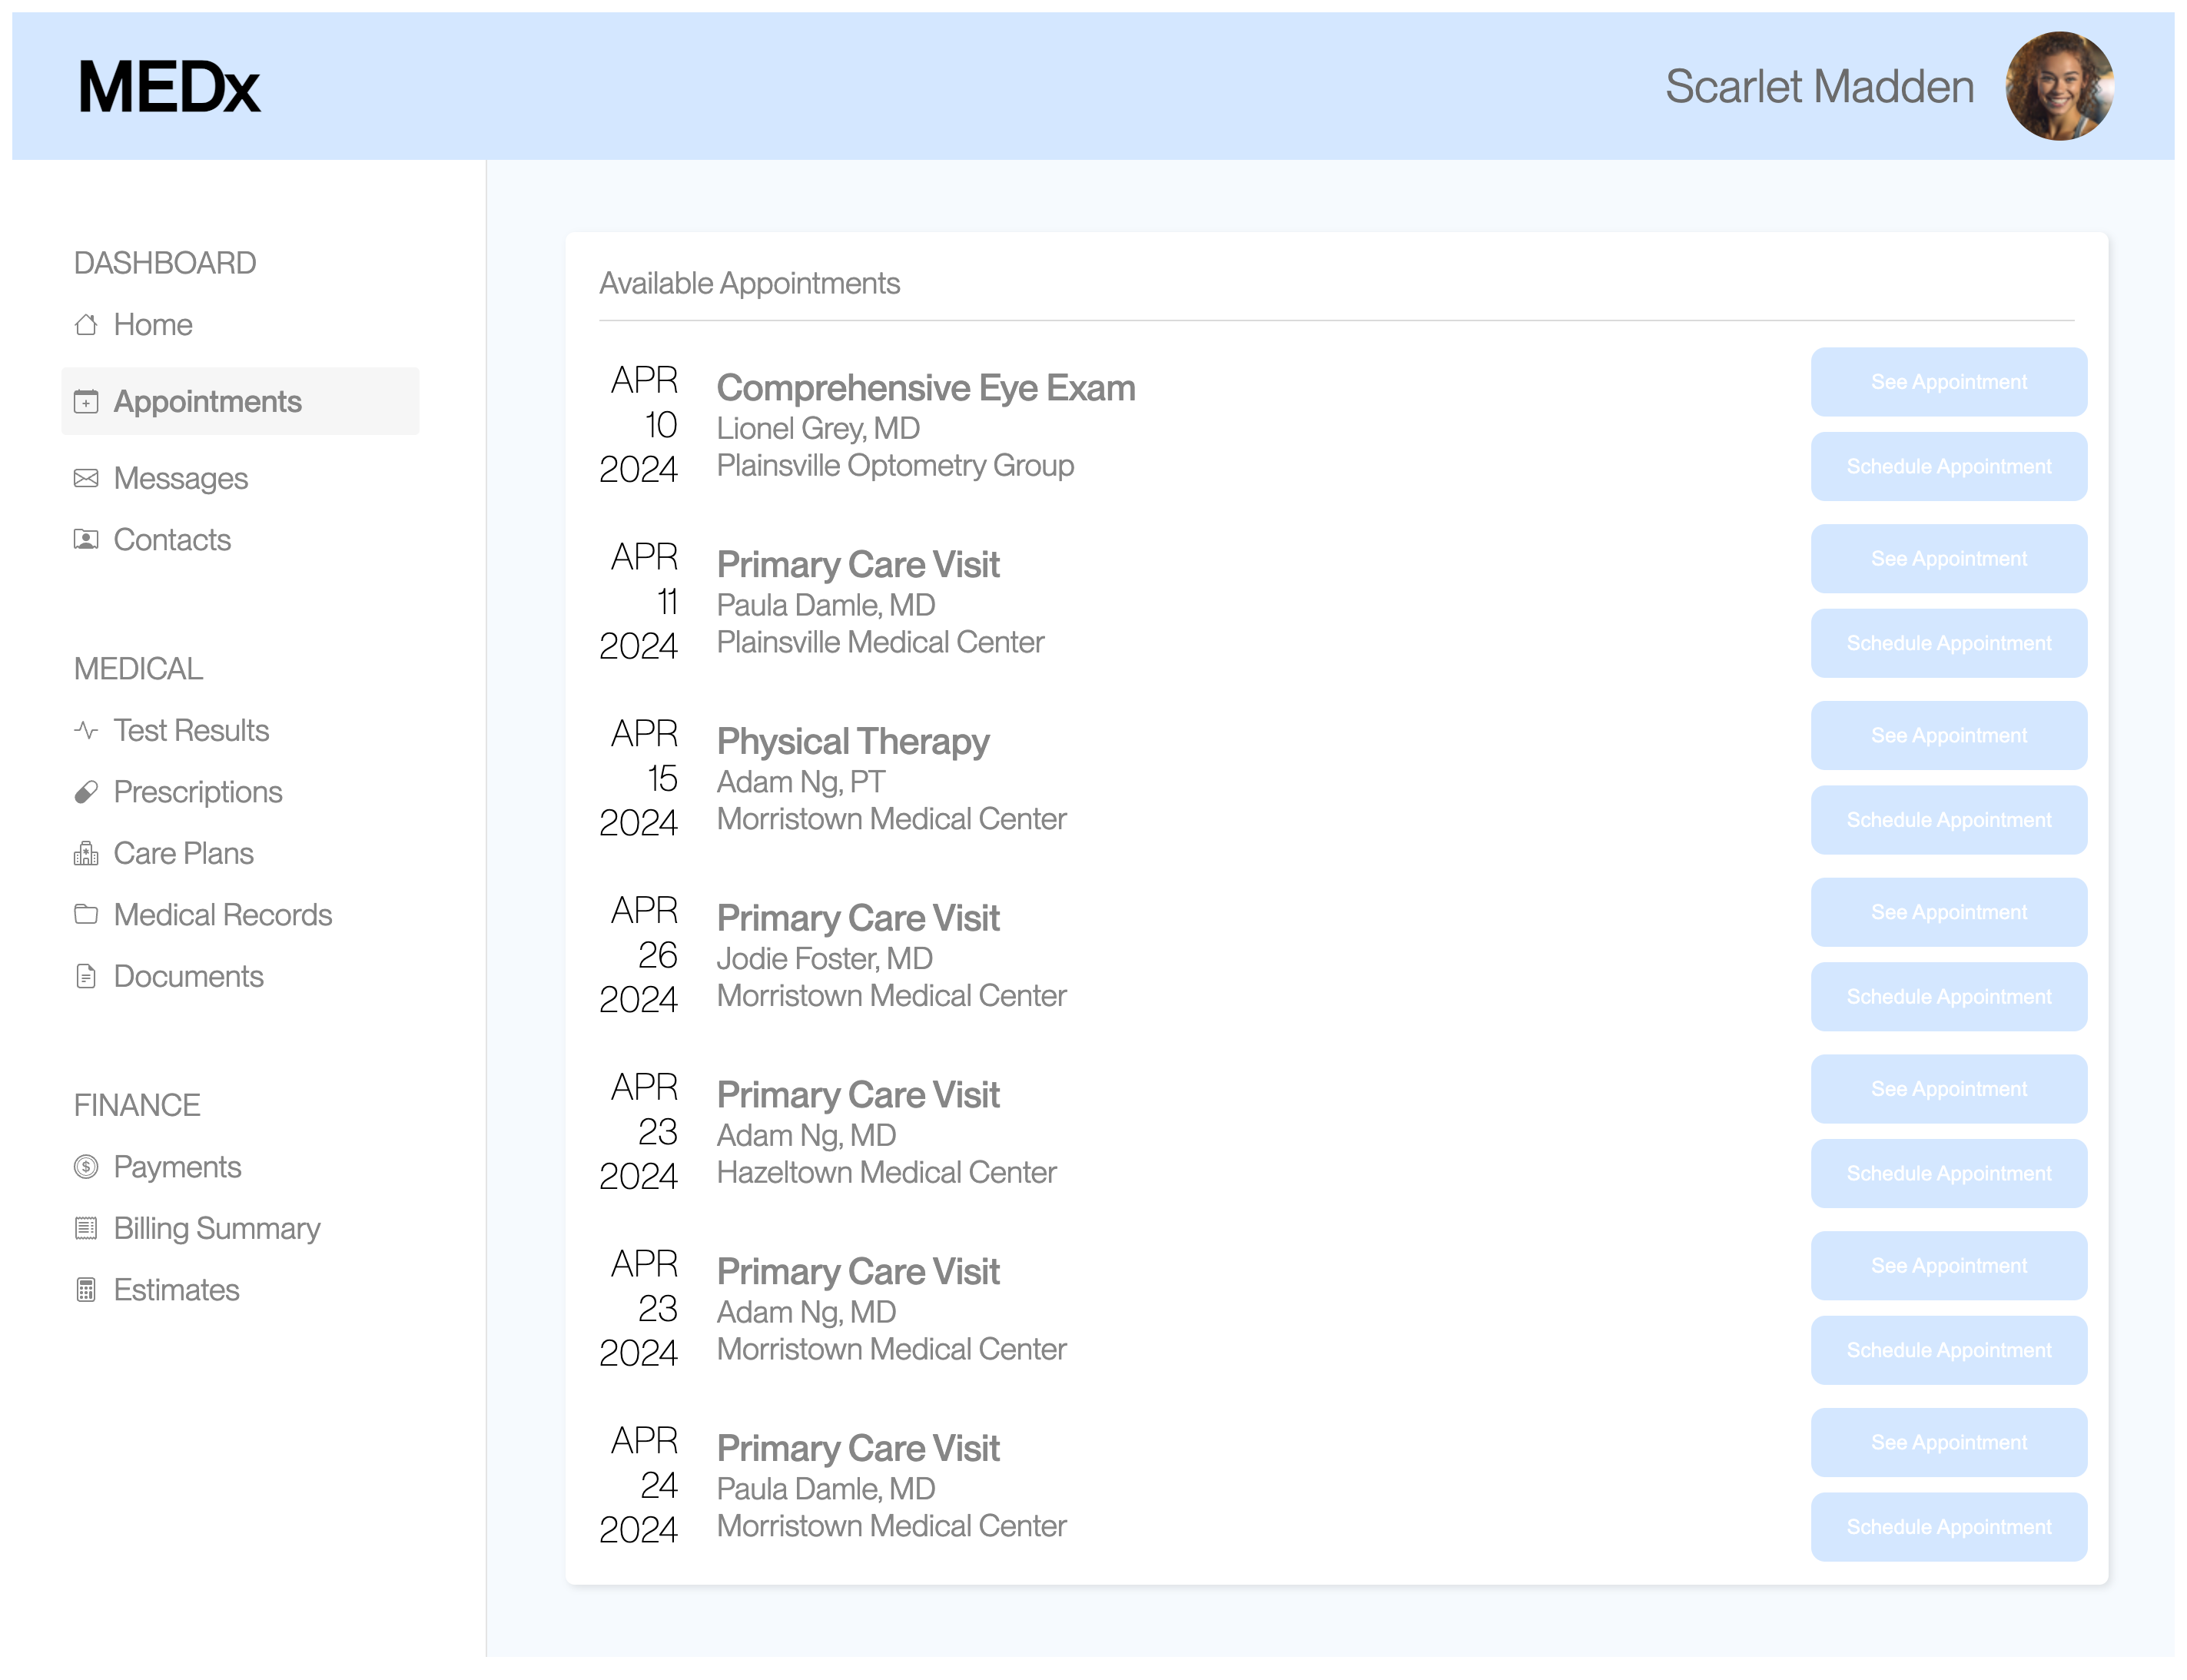 MEDx
Scarlet Madden
DASHBOARD
Home
Appointments
Messages
Contacts
MEDICAL
Test Results
Prescriptions
Care Plans
Medical Records
Documents
FINANCE
Payments
Billing Summary
Estimates
Available Appointments
APR
10
2024
Comprehensive Eye Exam
Lionel Grey, MD
Plainsville Optometry Group
See Appointment
Schedule Appointment
APR
11
2024
Primary Care Visit
Paula Damle, MD
Plainsville Medical Center
See Appointment
Schedule Appointment
APR
15
2024
Physical Therapy
Adam Ng, PT
Morristown Medical Center
See Appointment
Schedule Appointment
APR
26
2024
Primary Care Visit
Jodie Foster, MD
Morristown Medical Center
See Appointment
Schedule Appointment
APR
23
2024
Primary Care Visit
Adam Ng, MD
Hazeltown Medical Center
See Appointment
Schedule Appointment
APR
23
2024
Primary Care Visit
Adam Ng, MD
Morristown Medical Center
See Appointment
Schedule Appointment
APR
24
2024
Primary Care Visit
Paula Damle, MD
Morristown Medical Center
See Appointment
Schedule Appointment